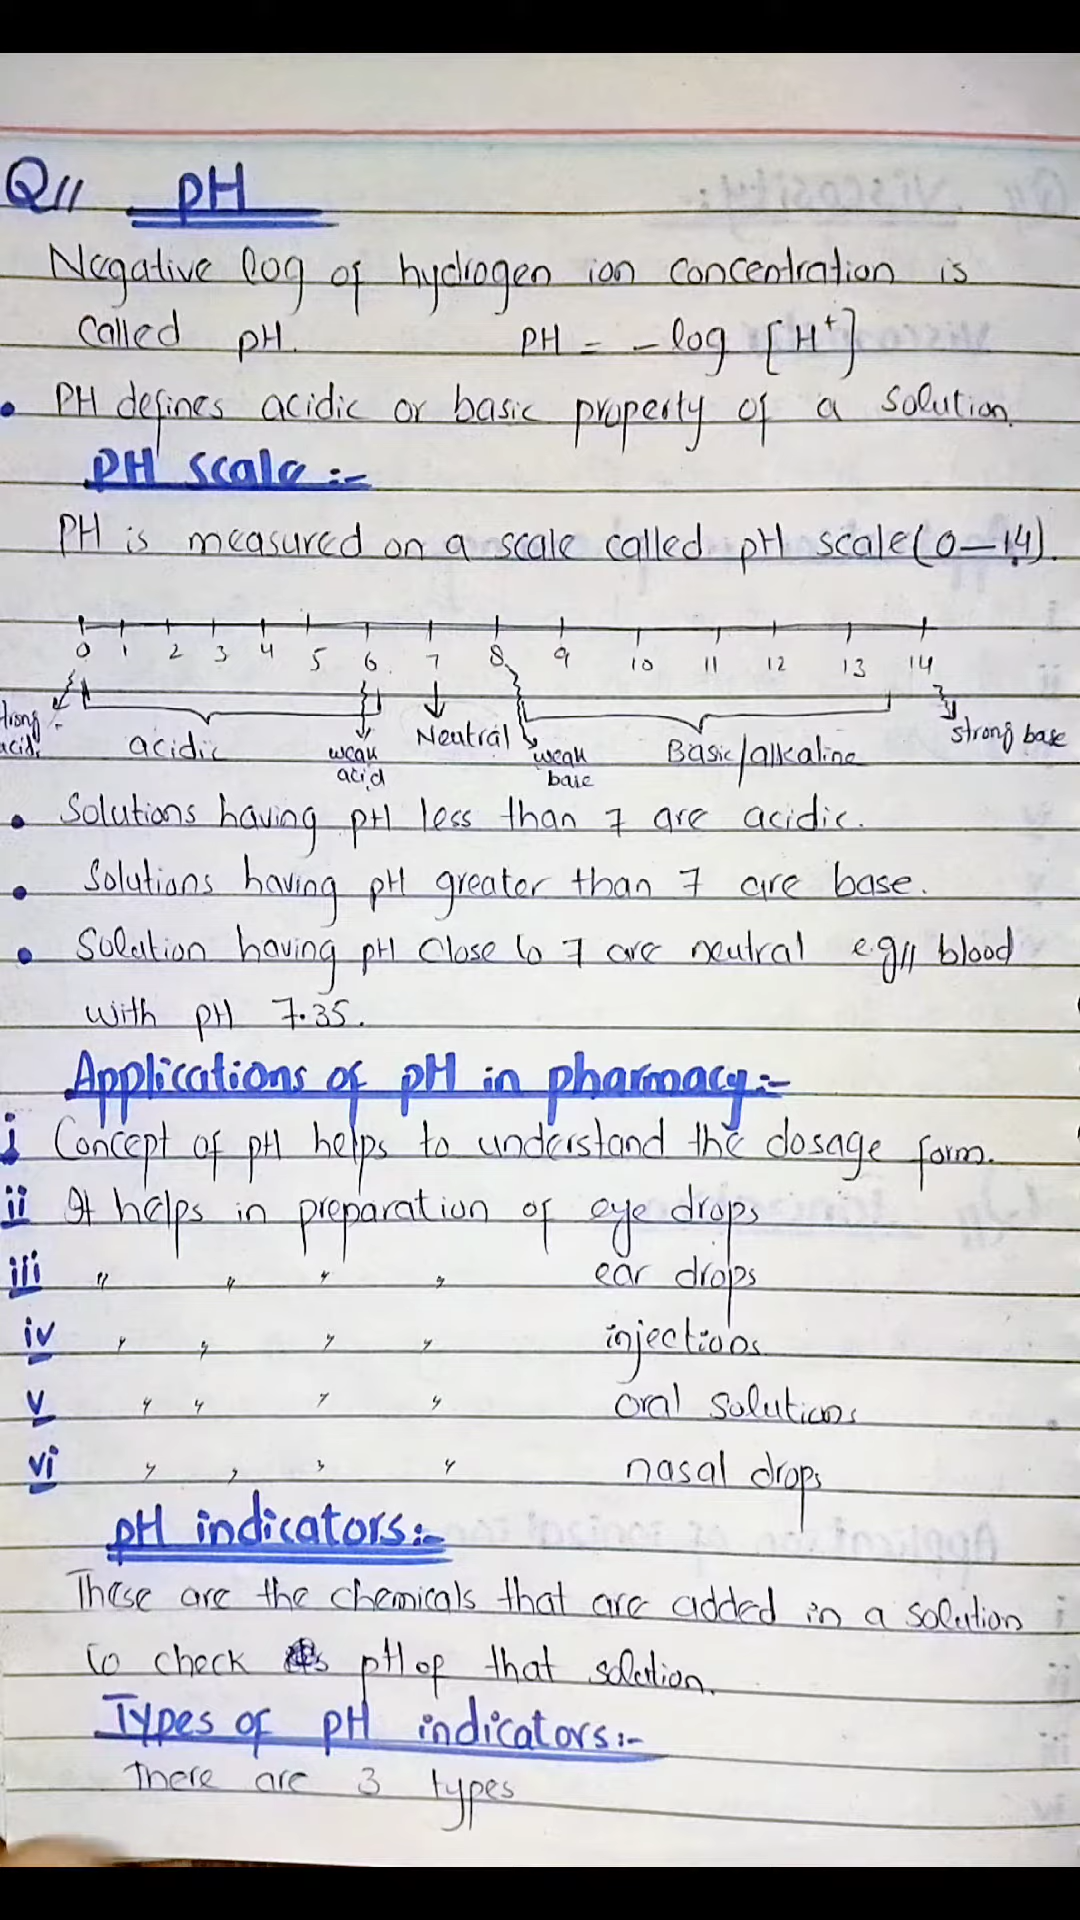 Q11 pH
Negative log of hydrogen ion concentration is
called pH. PH = -log [H⁺]
• PH defines acidic or basic property of a solution.
PH scale:-
PH is measured on a scale called pH scale (0-14).
0 1 2 3 4 5 6 7 8 9 10 11 12 13 14
strong acid acidic weak acid Neutral weak base Basic/alkaline strong base
• Solutions having pH less than 7 are acidic.
• Solutions having pH greater than 7 are base.
• Solution having pH close to 7 are neutral e.g// blood
with pH 7.35.
Applications of pH in pharmacy:-
i Concept of pH helps to understand the dosage form.
ii It helps in preparation of eye drops
iii " " " " ear drops
iv " " " " injections
v " " " " oral solutions
vi " " " " nasal drops
pH indicators:-
These are the chemicals that are added in a solution
to check pH of that solution.
Types of pH indicators:-
There are 3 types